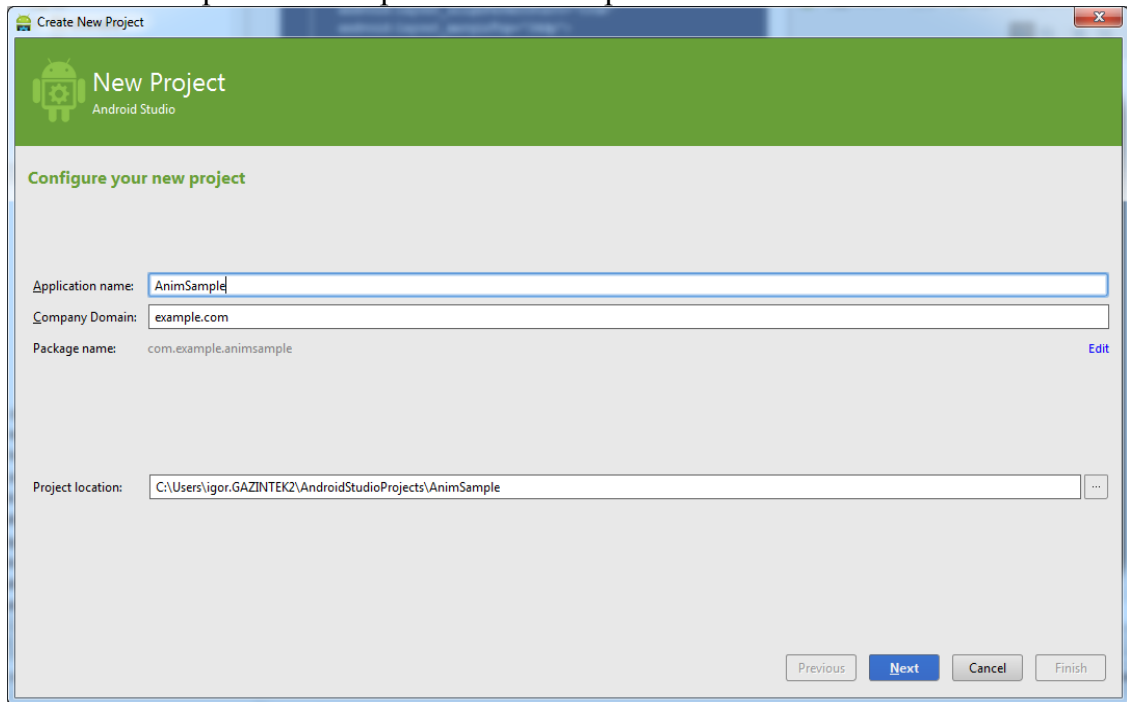 Create New Project
New Project
Android Studio
Configure your new project
Application name: AnimSample
Company Domain: example.com
Package name: com.example.animsample Edit
Project location: C:\Users\igor.GAZINTEK2\AndroidStudioProjects\AnimSample ...
Previous Next Cancel Finish